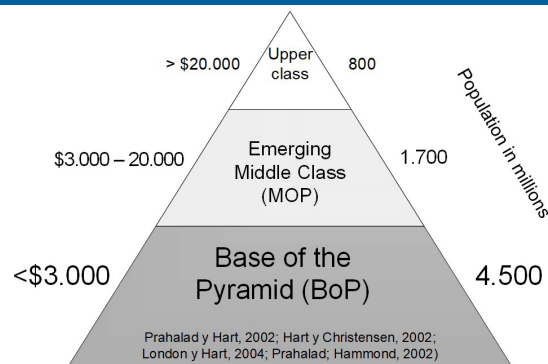 > $20.000
Upper
class
800
Population in millions
$3.000 – 20.000
Emerging
Middle Class
(MOP)
1.700
<$3.000
Base of the
Pyramid (BoP)
4.500
Prahalad y Hart, 2002; Hart y Christensen, 2002;
London y Hart, 2004; Prahalad; Hammond, 2002)